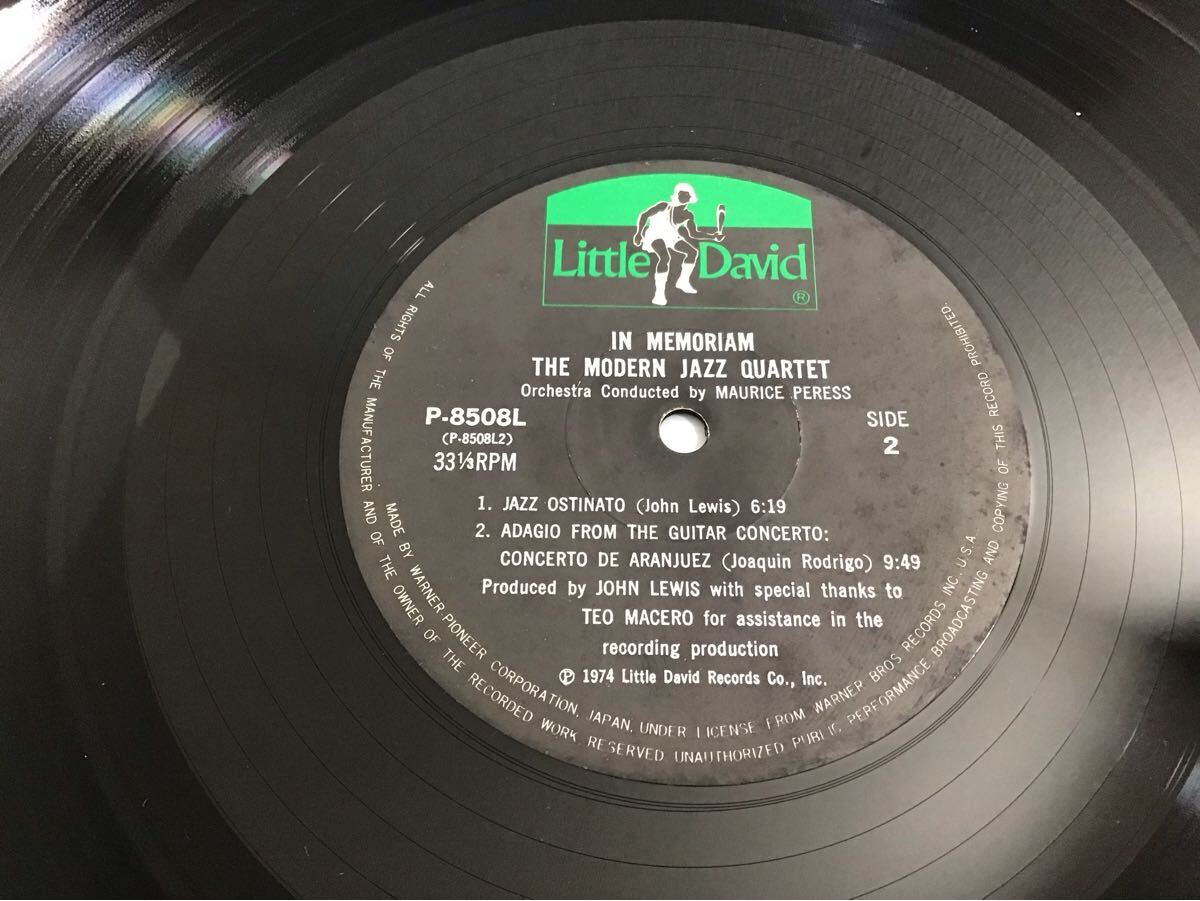 Little David
®
IN MEMORIAM
THE MODERN JAZZ QUARTET
Orchestra Conducted by MAURICE PERESS
P-8508L
(P-8508L2)
33⅓RPM
SIDE
2
1. JAZZ OSTINATO (John Lewis) 6:19
2. ADAGIO FROM THE GUITAR CONCERTO:
CONCERTO DE ARANJUEZ (Joaquin Rodrigo) 9:49
Produced by JOHN LEWIS with special thanks to
TEO MACERO for assistance in the
recording production
℗ 1974 Little David Records Co., Inc.
MADE BY WARNER-PIONEER CORPORATION, JAPAN, UNDER LICENSE FROM WARNER BROS RECORDS INC. U.S.A.
ALL RIGHTS OF THE MANUFACTURER AND OF THE OWNER OF THE RECORDED WORK RESERVED UNAUTHORIZED PUBLIC PERFORMANCE, BROADCASTING AND COPYING OF THIS RECORD PROHIBITED.